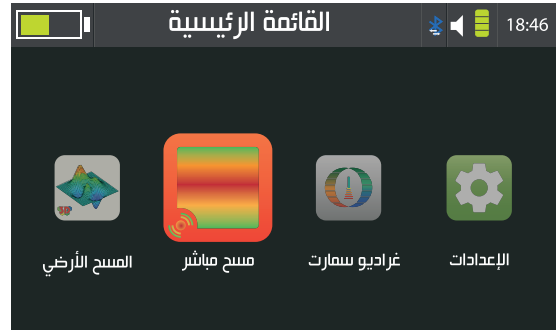 القائمة الرئيسية
18:46
الإعدادات
غراديو سمارت
مسح مباشر
المسح الأرضي